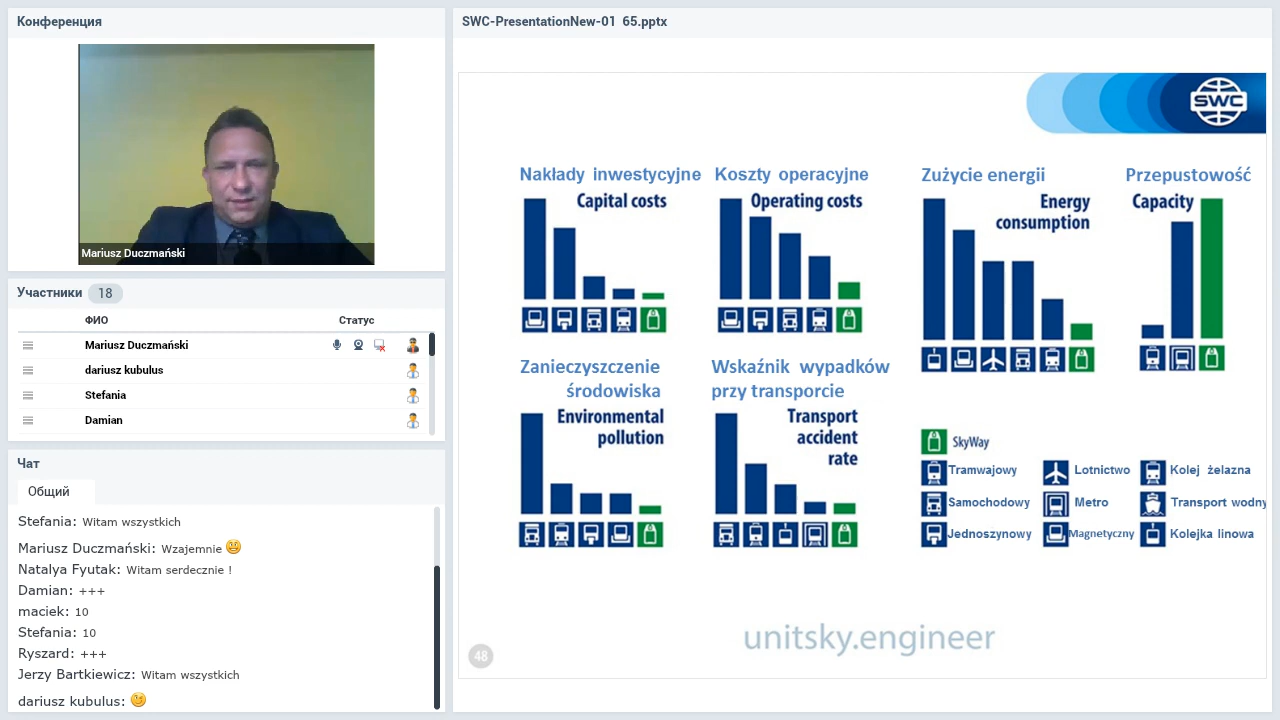 Конференция
Mariusz Duczmański
Участники 18
ФИО Статус
Mariusz Duczmański
dariusz kubulus
Stefania
Damian
Чат
Общий
Stefania: Witam wszystkich
Mariusz Duczmański: Wzajemnie
Natalya Fyutak: Witam serdecznie !
Damian: +++
maciek: 10
Stefania: 10
Ryszard: +++
Jerzy Bartkiewicz: Witam wszystkich
dariusz kubulus:
SWC-PresentationNew-01 65.pptx
SWC
Nakłady inwestycyjne
Capital costs
Koszty operacyjne
Operating costs
Zużycie energii
Energy
consumption
Przepustowość
Capacity
Zanieczyszczenie
środowiska
Environmental
pollution
Wskaźnik wypadków
przy transporcie
Transport
accident
rate
SkyWay
Tramwajowy
Lotnictwo
Kolej żelazna
Samochodowy
Metro
Transport wodny
Jednoszynowy
Magnetyczny
Kolejka linowa
unitsky.engineer
48